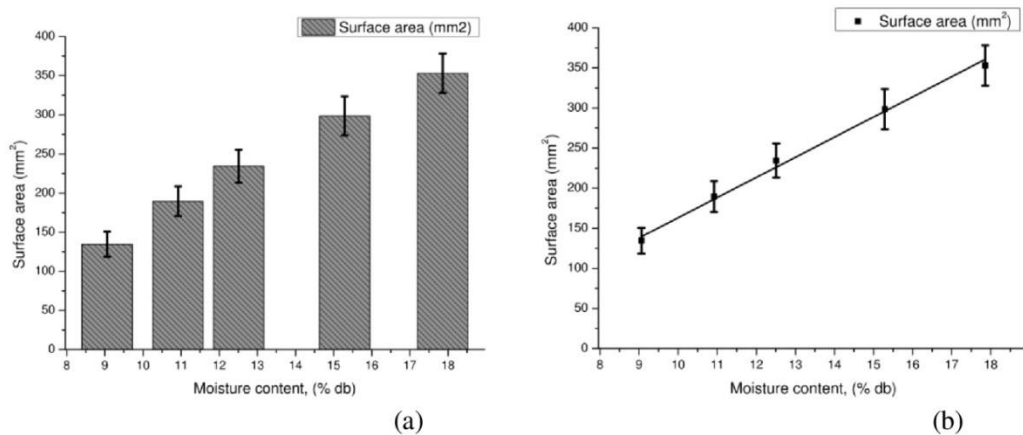 Surface area (mm2)
400
350
300
250
200
150
100
50
0
Surface area (mm²)
8 9 10 11 12 13 14 15 16 17 18
Moisture content, (% db)
(a)
Surface area (mm²)
400
350
300
250
200
150
100
50
0
Surface area (mm²)
8 9 10 11 12 13 14 15 16 17 18
Moisture content, (% db)
(b)